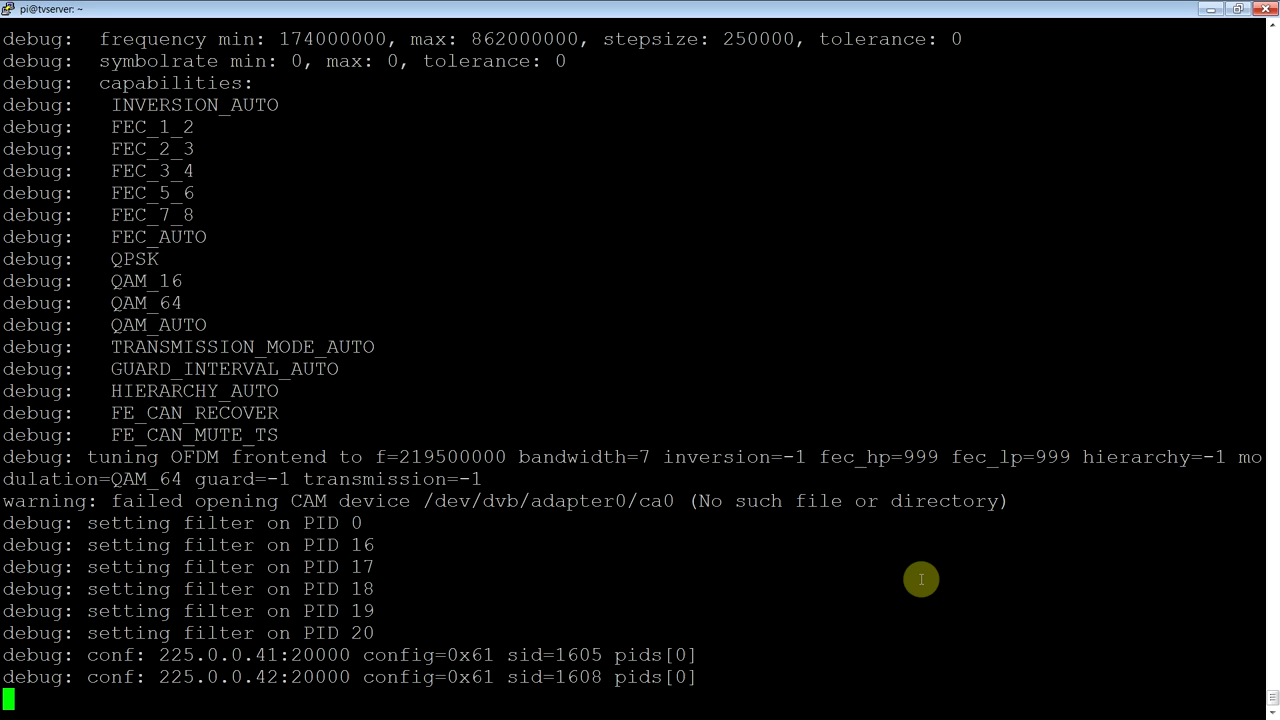 pi@tvserver: ~
debug:  frequency min: 174000000, max: 862000000, stepsize: 250000, tolerance: 0
debug:  symbolrate min: 0, max: 0, tolerance: 0
debug:  capabilities:
debug:   INVERSION_AUTO
debug:   FEC_1_2
debug:   FEC_2_3
debug:   FEC_3_4
debug:   FEC_5_6
debug:   FEC_7_8
debug:   FEC_AUTO
debug:   QPSK
debug:   QAM_16
debug:   QAM_64
debug:   QAM_AUTO
debug:   TRANSMISSION_MODE_AUTO
debug:   GUARD_INTERVAL_AUTO
debug:   HIERARCHY_AUTO
debug:   FE_CAN_RECOVER
debug:   FE_CAN_MUTE_TS
debug: tuning OFDM frontend to f=219500000 bandwidth=7 inversion=-1 fec_hp=999 fec_lp=999 hierarchy=-1 mo
dulation=QAM_64 guard=-1 transmission=-1
warning: failed opening CAM device /dev/dvb/adapter0/ca0 (No such file or directory)
debug: setting filter on PID 0
debug: setting filter on PID 16
debug: setting filter on PID 17
debug: setting filter on PID 18
debug: setting filter on PID 19
debug: setting filter on PID 20
debug: conf: 225.0.0.41:20000 config=0x61 sid=1605 pids[0]
debug: conf: 225.0.0.42:20000 config=0x61 sid=1608 pids[0]